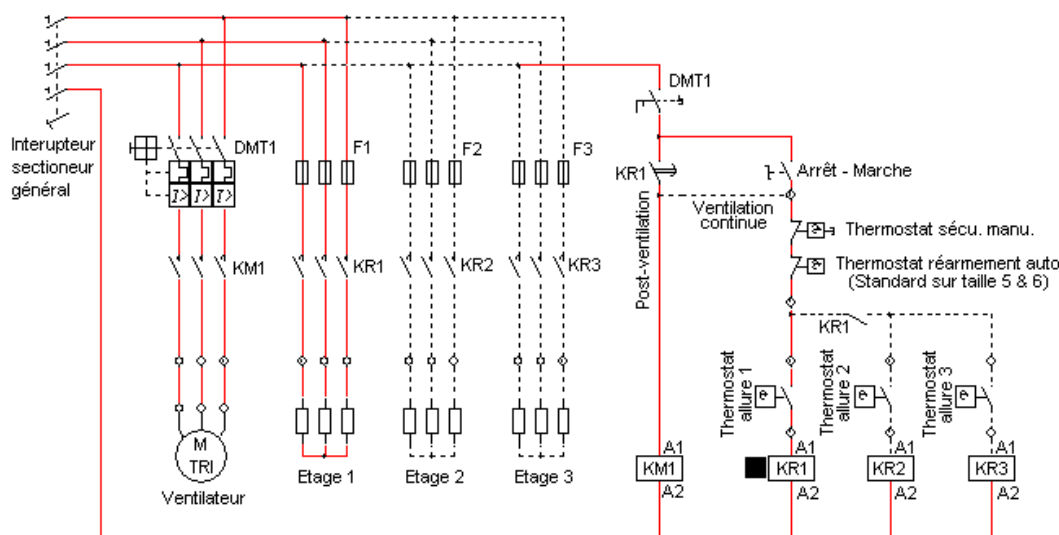 Interupteur
sectioneur
général
DMT1
I> I> I>
KM1
M
TRI
Ventilateur
F1
KR1
Etage 1
F2
KR2
Etage 2
F3
KR3
Etage 3
DMT1
KR1
Post-ventilation
Arrêt - Marche
Ventilation
continue
Thermostat sécu. manu.
Thermostat réarmement auto
(Standard sur taille 5 & 6)
KR1
Thermostat
allure 1
Thermostat
allure 2
Thermostat
allure 3
A1
KM1
A2
A1
KR1
A2
A1
KR2
A2
A1
KR3
A2